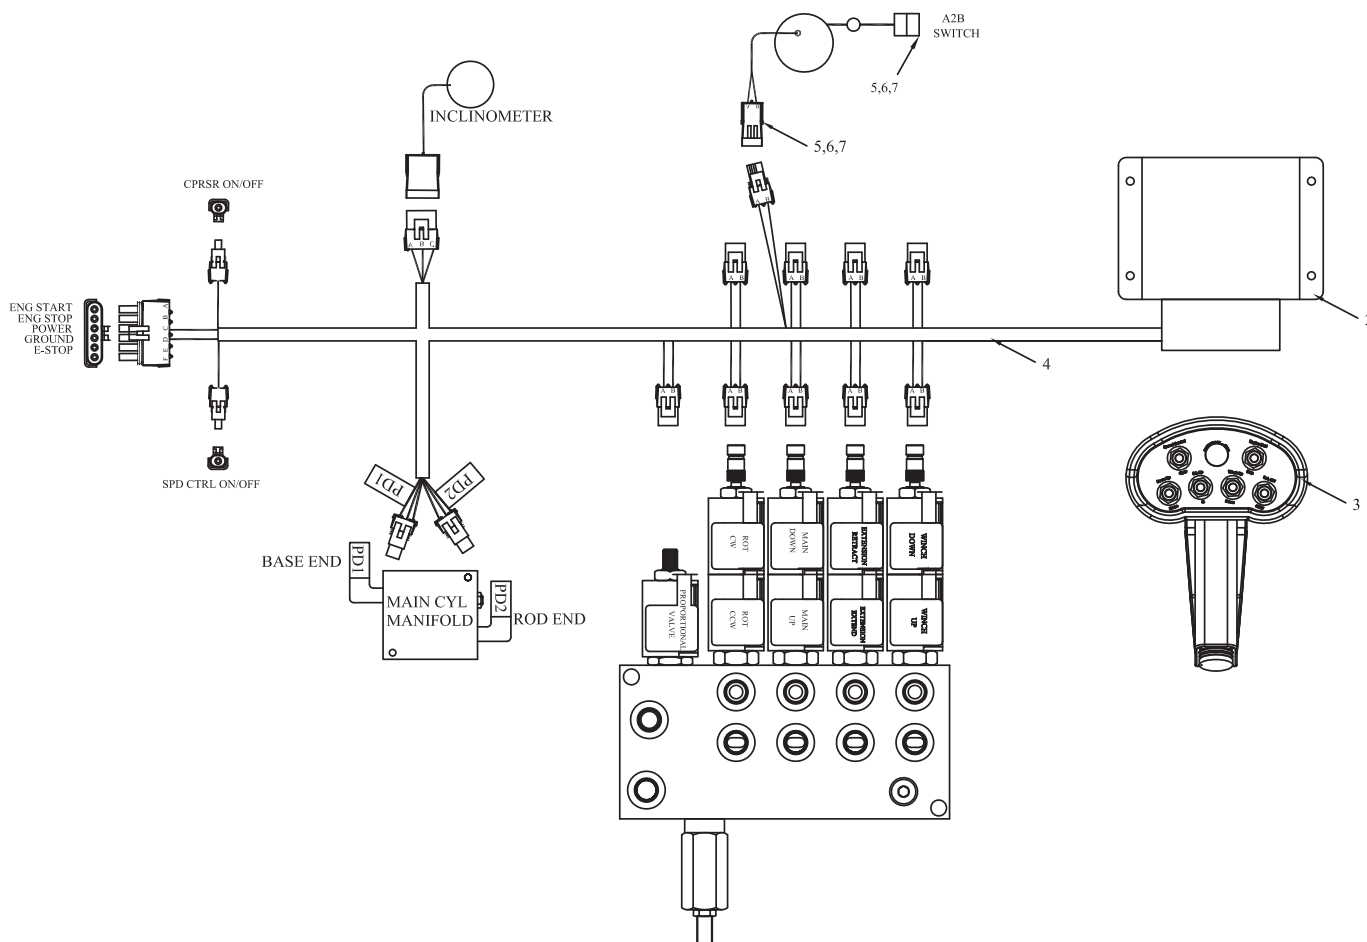 A2B
SWITCH
5,6,7
INCLINOMETER
5,6,7
CPRSR ON/OFF
A B
A B C
A B
A B
A B
A B
A B
ENG START
ENG STOP
POWER
GROUND
E-STOP
A
B
C
D
E
F
4
A B
A B
A B
A B
A B
SPD CTRL ON/OFF
PD1
PD2
3
BASE END
PD1
MAIN CYL
MANIFOLD
PD2
ROD END
ROT
CW
MAIN
DOWN
EXTENSION
RETRACT
WINCH
DOWN
PROPORTIONAL
VALVE
ROT
CCW
MAIN
UP
EXTENSION
EXTEND
WINCH
UP